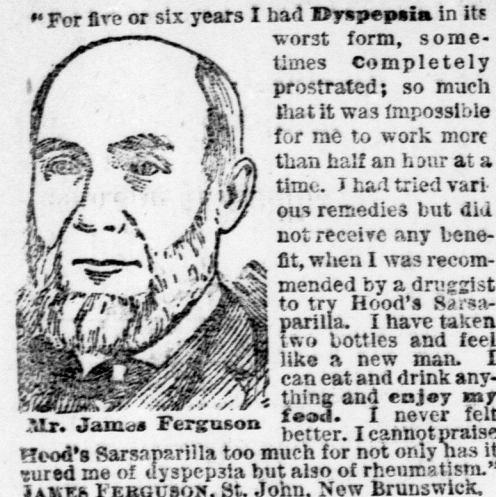 "For five or six years I had Dyspepsia in its
worst form, some-
times completely
prostrated; so much
that it was impossible
for me to work more
than half an hour at a
time. I had tried vari-
ous remedies but did
not receive any bene-
fit, when I was recom-
mended by a druggist
to try Hood's Sarsa-
parilla. I have taken
two bottles and feel
like a new man. I
can eat and drink any-
thing and enjoy my
food. I never felt
better. I cannot praise
Mr. James Ferguson
Hood's Sarsaparilla too much for not only has it
cured me of dyspepsia but also of rheumatism."
JAMES FERGUSON, St. John, New Brunswick.